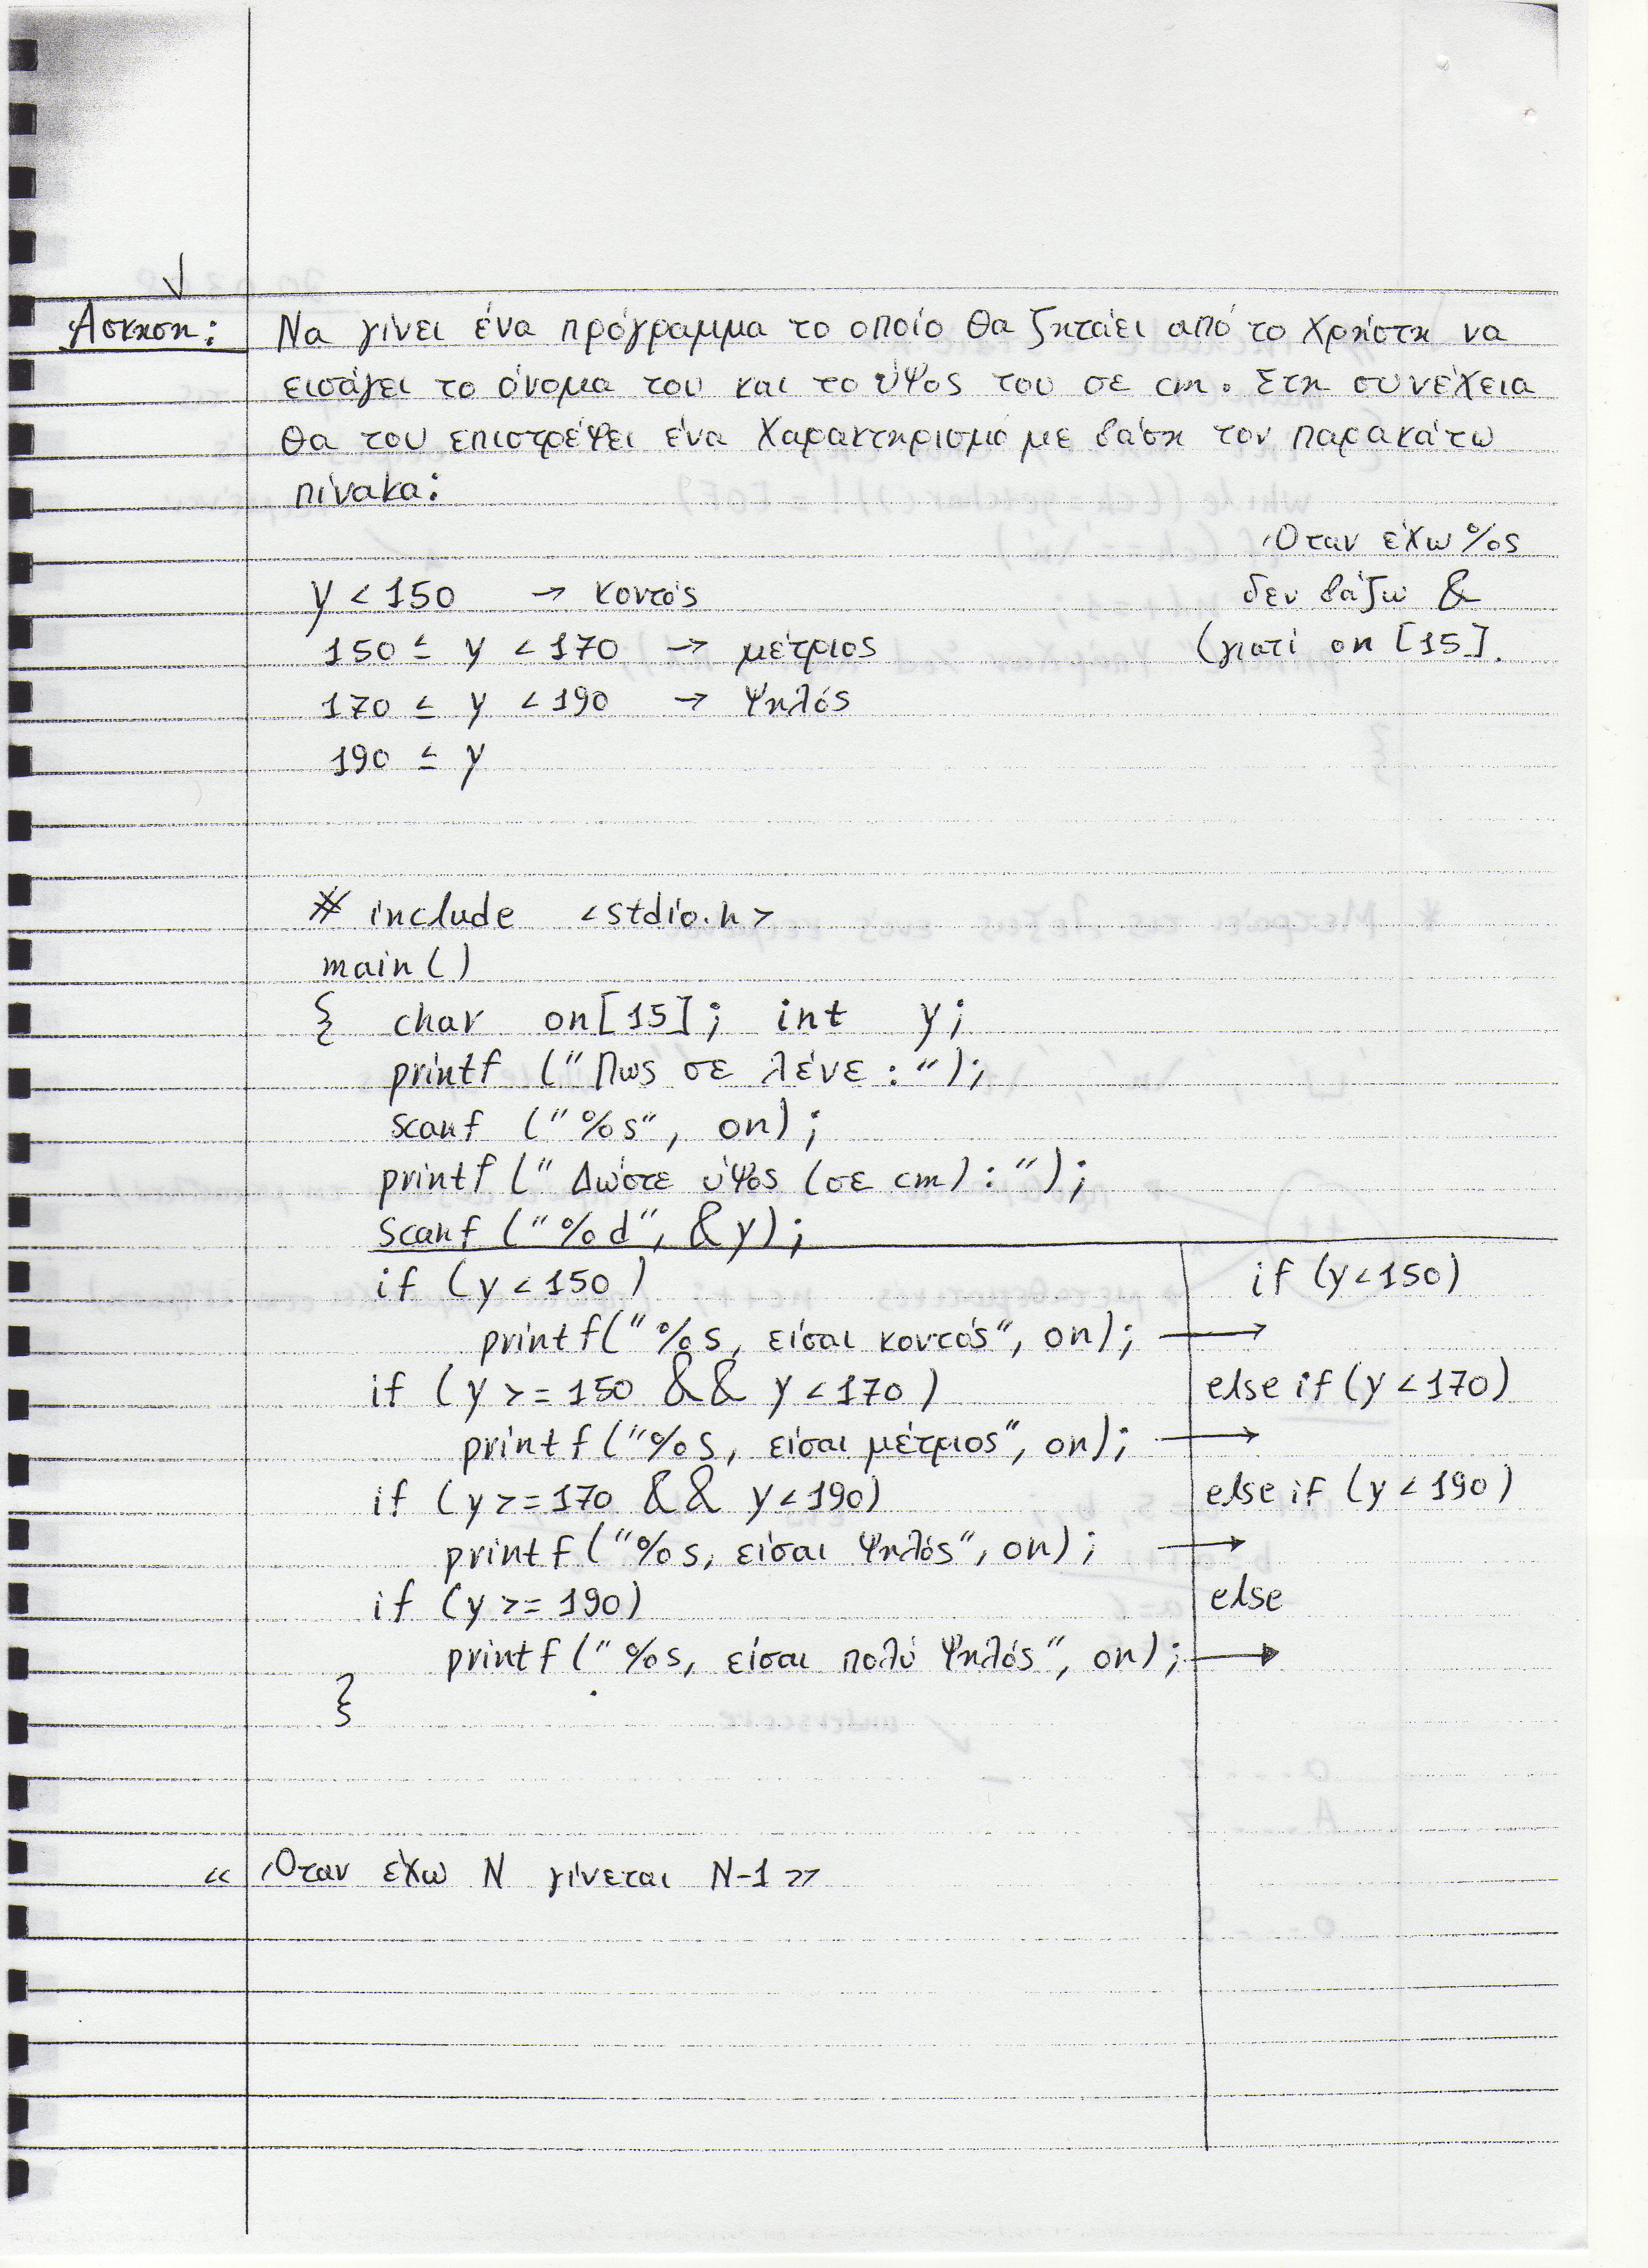 Άσκηση: Να γίνει ένα πρόγραμμα το οποίο θα ζητάει από το χρήστη να
εισάγει το όνομα του και το ύψος του σε cm. Στη συνέχεια
θα του επιστρέψει ένα χαρακτηρισμό με βάση τον παρακάτω
πίνακα:
Όταν έχω %s
δεν βάζω &
(γιατί on [15].
y < 150 → κοντός
150 ≤ y < 170 → μέτριος
170 ≤ y < 190 → ψηλός
190 ≤ y
# include <stdio.h>
main()
{ char on[15]; int y;
printf ("Πως σε λένε:");
scanf ("%s", on);
printf ("Δώστε ύψος (σε cm):");
scanf ("%d", &y);
if (y < 150)
printf("%s, είσαι κοντός", on); →
if (y >= 150 && y < 170)
printf("%s, είσαι μέτριος", on); →
if (y >= 170 && y < 190)
printf("%s, είσαι ψηλός", on); →
if (y >= 190)
printf("%s, είσαι πολύ ψηλός", on); →
}
if (y < 150)
else if (y < 170)
else if (y < 190)
else
« Όταν έχω N γίνεται N-1 »